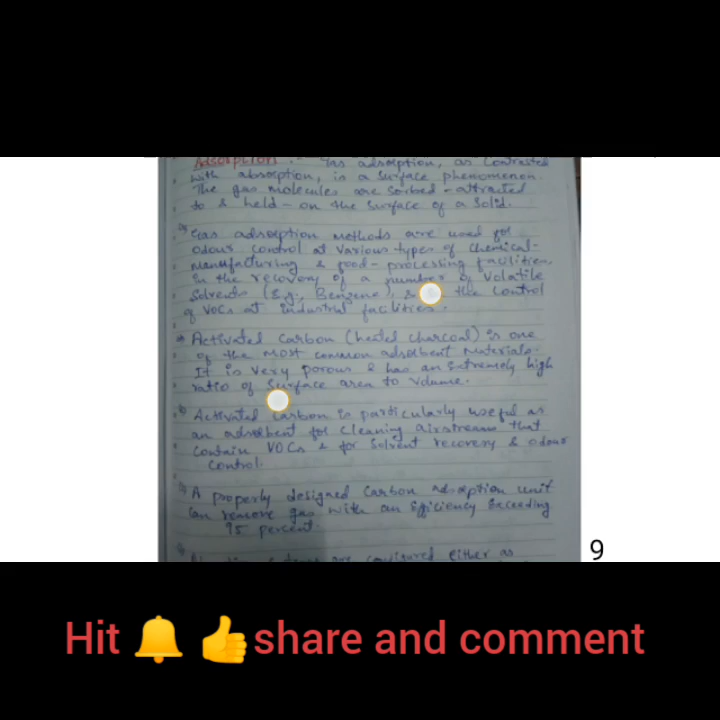 Adsorption :- Gas adsorption, as Contrasted
with absorption, is a surface phenomenon.
The gas molecules are sorbed - attracted
to & held - on the surface of a Solid.
Gas adsorption methods are used for
odour control at various types of Chemical-
manufacturing & food-processing facilities,
in the recovery of a number of Volatile
Solvents (E.g., Benzene), & the control
of VOCs at industrial facilities.
Activated Carbon (heated charcoal) is one
of the most common adsorbent materials.
It is very porous & has an Extremely high
ratio of Surface area to volume.
Activated Carbon is particularly useful as
an adsorbent for cleaning airstreams that
contain VOCs & for Solvent recovery & odour
Control.
A properly designed Carbon adsorption unit
Can remove gas with an Efficiency Exceeding
95 percent.
are configured Either as
9
Hit 🔔 👍 share and comment